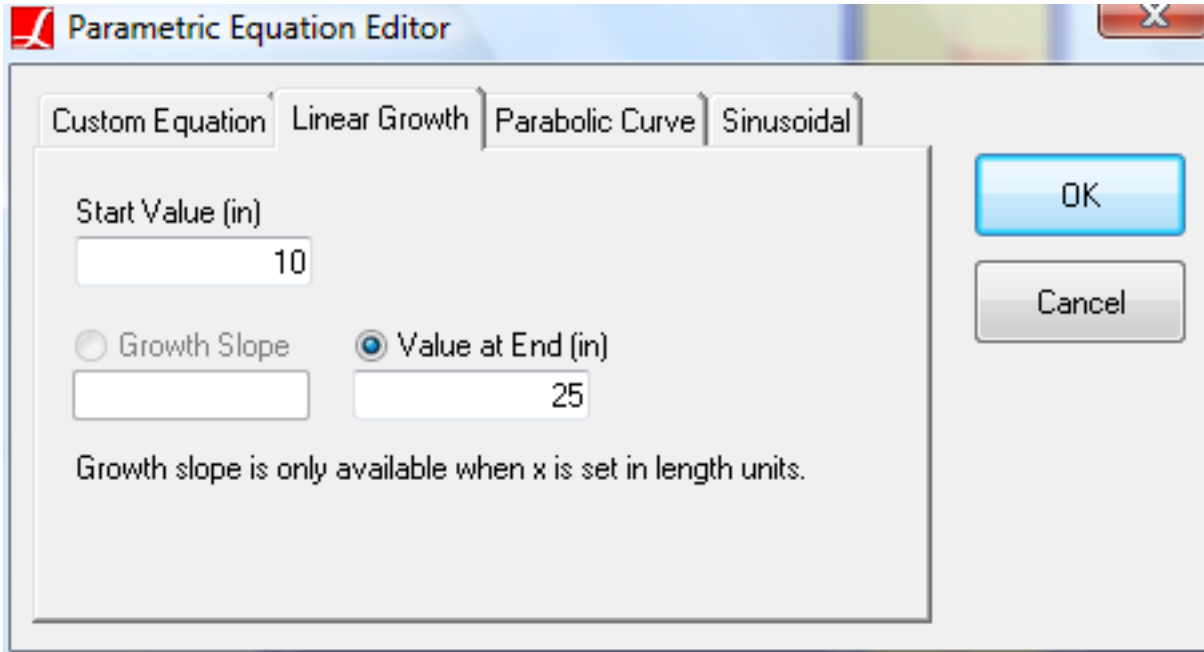 Parametric Equation Editor
Custom Equation Linear Growth Parabolic Curve Sinusoidal
Start Value (in)
10
Growth Slope Value at End (in)
25
Growth slope is only available when x is set in length units.
OK
Cancel